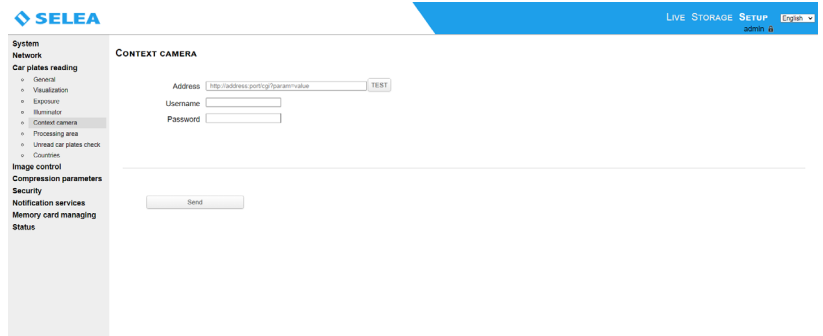 SELEA
LIVE STORAGE SETUP English
admin
System
Network
Car plates reading
General
Visualization
Exposure
Illuminator
Context camera
Processing area
Unread car plates check
Countries
Image control
Compression parameters
Security
Notification services
Memory card managing
Status
CONTEXT CAMERA
Address http://address:port/cgi?param=value TEST
Username
Password
Send